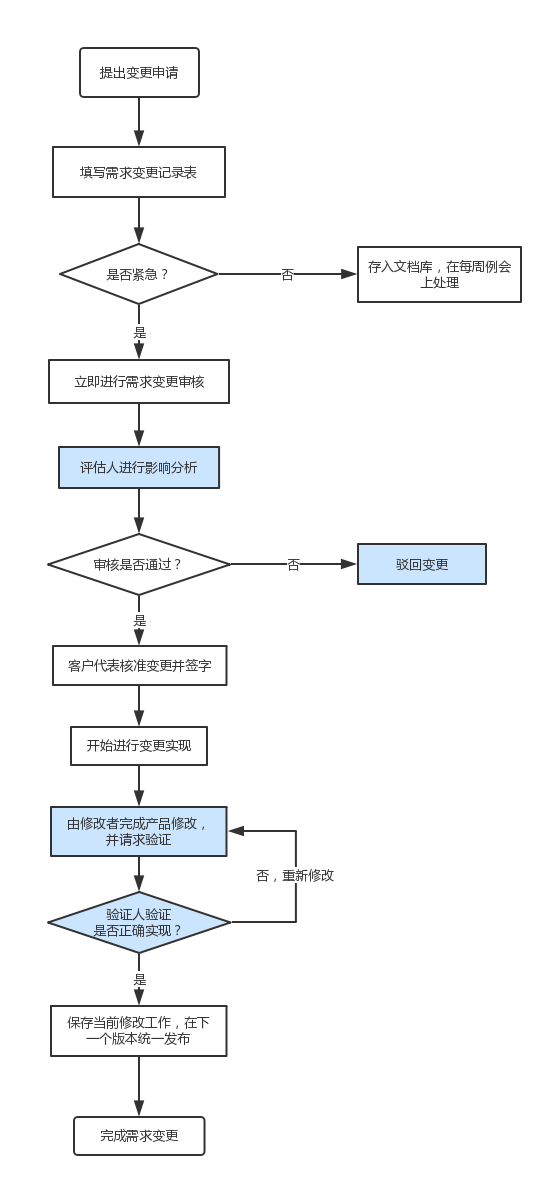 提出变更申请
填写需求变更记录表
是否紧急？
否
存入文档库，在每周例会
上处理
是
立即进行需求变更审核
评估人进行影响分析
审核是否通过？
否
驳回变更
是
客户代表核准变更并签字
开始进行变更实现
由修改者完成产品修改，
并请求验证
否，重新修改
验证人验证
是否正确实现？
是
保存当前修改工作，在下
一个版本统一发布
完成需求变更